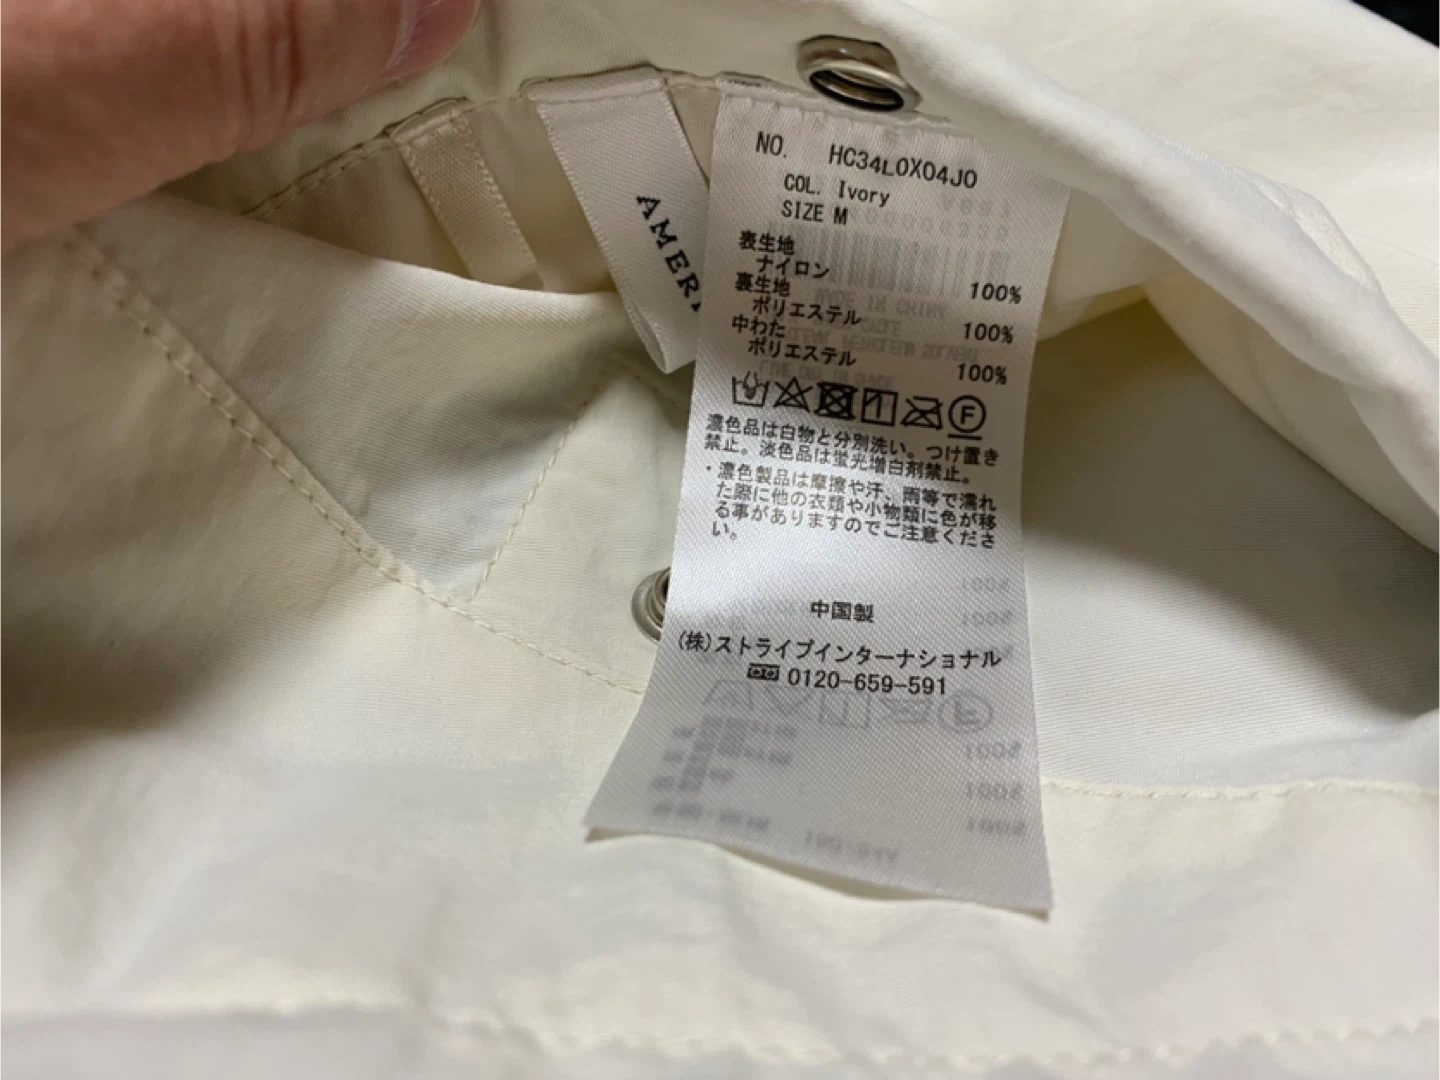 AMER
NO. HC34L0X04J0
COL. Ivory
SIZE M
表生地
ナイロン 100%
裏生地
ポリエステル 100%
中わた
ポリエステル 100%
F
濃色品は白物と分別洗い。つけ置き
禁止。淡色品は蛍光増白剤禁止。
・濃色製品は摩擦や汗、雨等で濡れ
た際に他の衣類や小物類に色が移
る事がありますのでご注意くださ
い。
中国製
(株)ストライプインターナショナル
0120-659-591